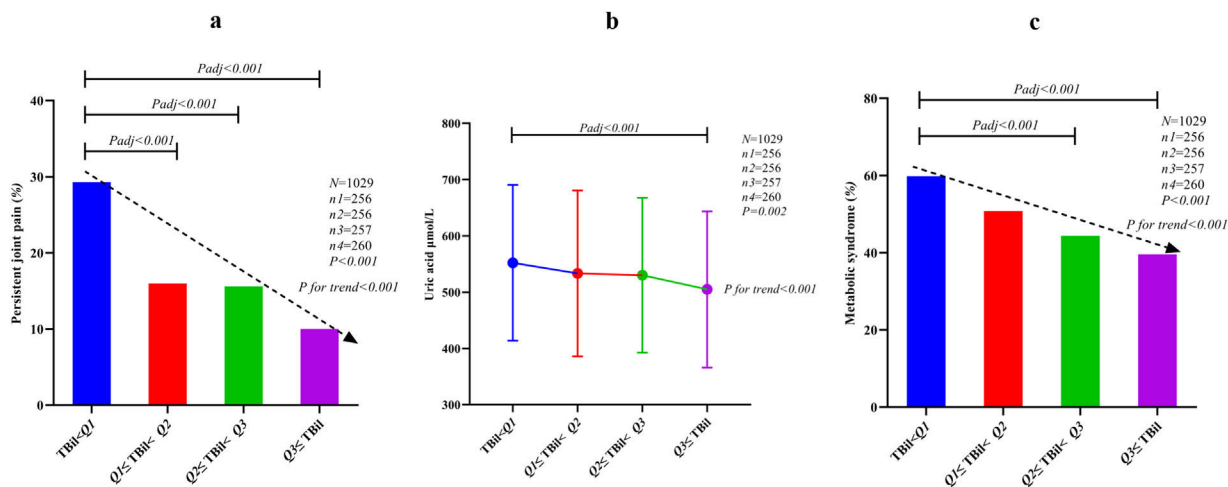 a
Padj<0.001
Padj<0.001
Padj<0.001
40
30
20
10
0
Persistent joint pain (%)
N=1029
n1=256
n2=256
n3=257
n4=260
P<0.001
P for trend<0.001
TBil<Q1
Q1≤ TBil< Q2
Q2≤ TBil< Q3
Q3≤ TBil
b
Padj<0.001
800
700
600
500
400
300
Uric acid μmol/L
N=1029
n1=256
n2=256
n3=257
n4=260
P=0.002
P for trend<0.001
TBil<Q1
Q1≤ TBil< Q2
Q2≤ TBil< Q3
Q3≤ TBil
c
Padj<0.001
Padj<0.001
80
60
40
20
0
Metabolic syndrome (%)
N=1029
n1=256
n2=256
n3=257
n4=260
P<0.001
P for trend<0.001
TBil<Q1
Q1≤ TBil< Q2
Q2≤ TBil< Q3
Q3≤ TBil